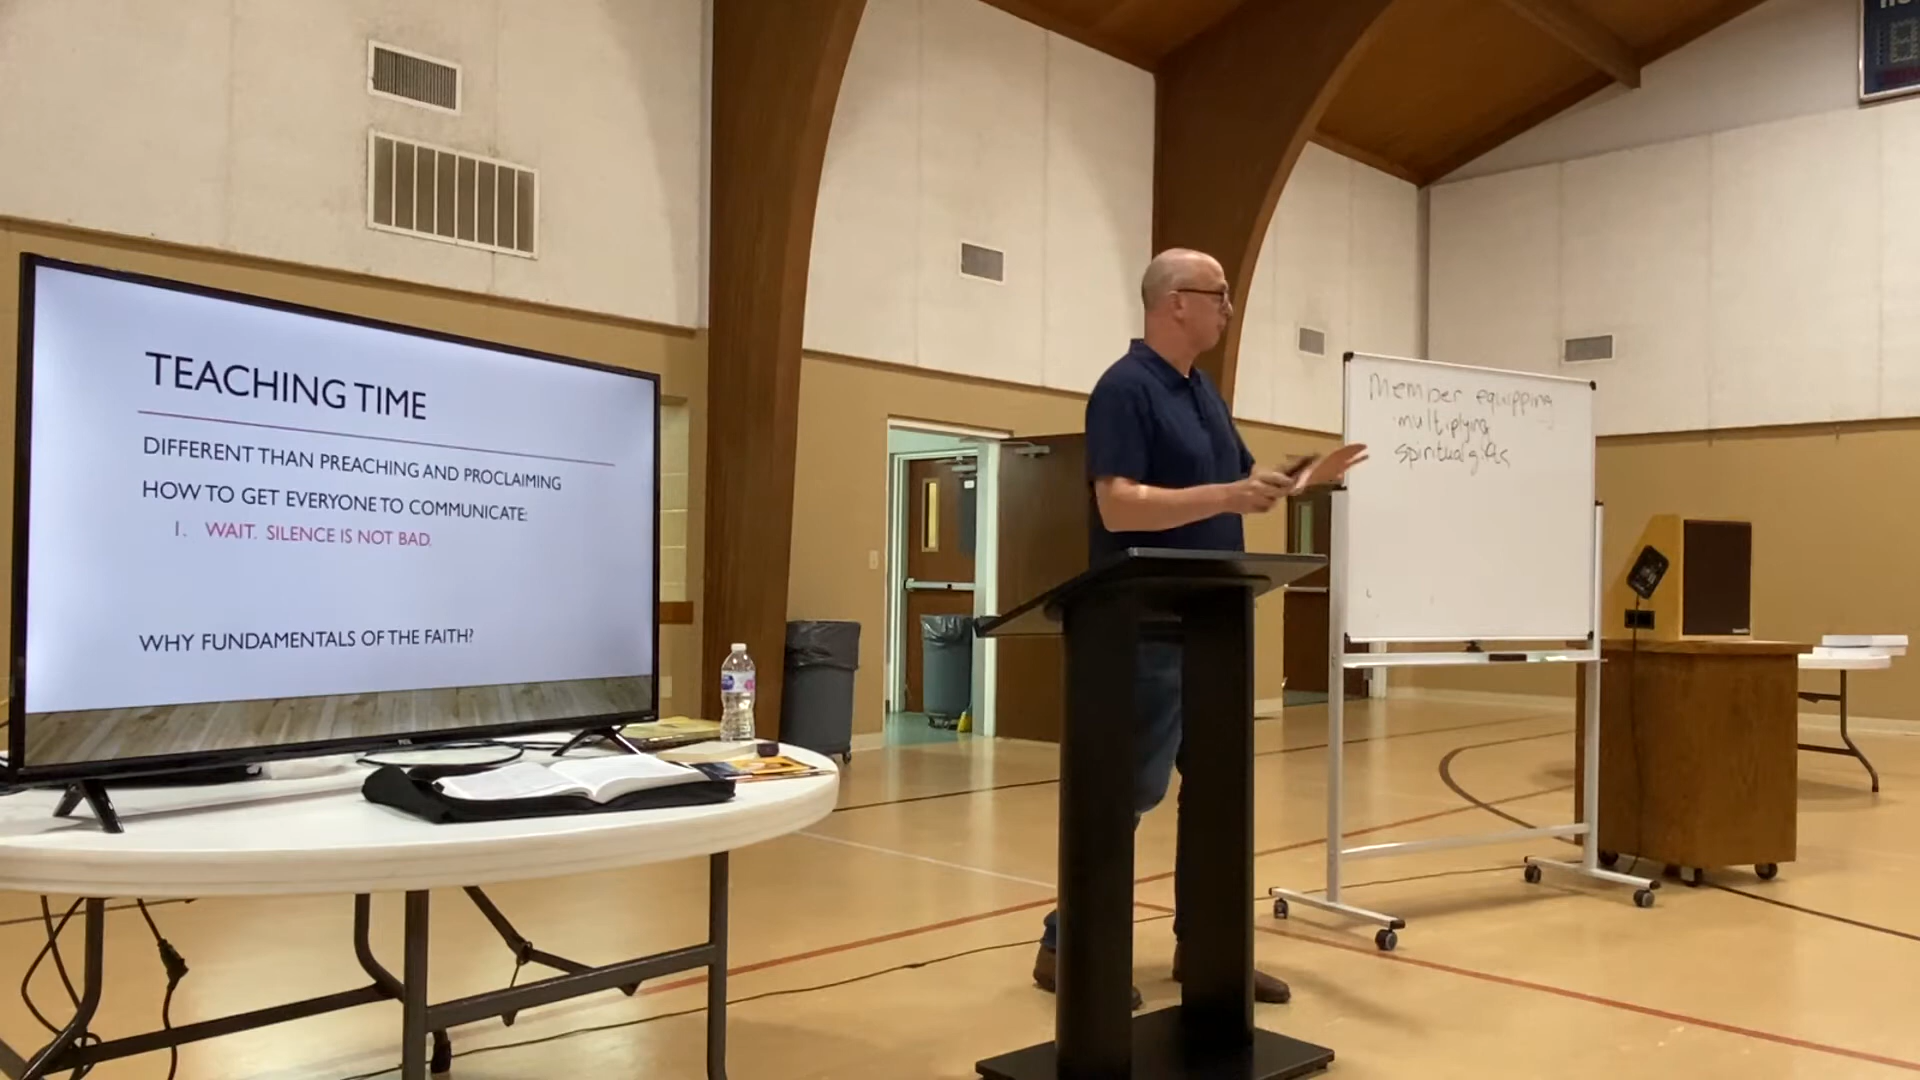 TEACHING TIME
DIFFERENT THAN PREACHING AND PROCLAIMING
HOW TO GET EVERYONE TO COMMUNICATE:
1. WAIT. SILENCE IS NOT BAD.
WHY FUNDAMENTALS OF THE FAITH?
Member equipping
multiplying
spiritual gifts